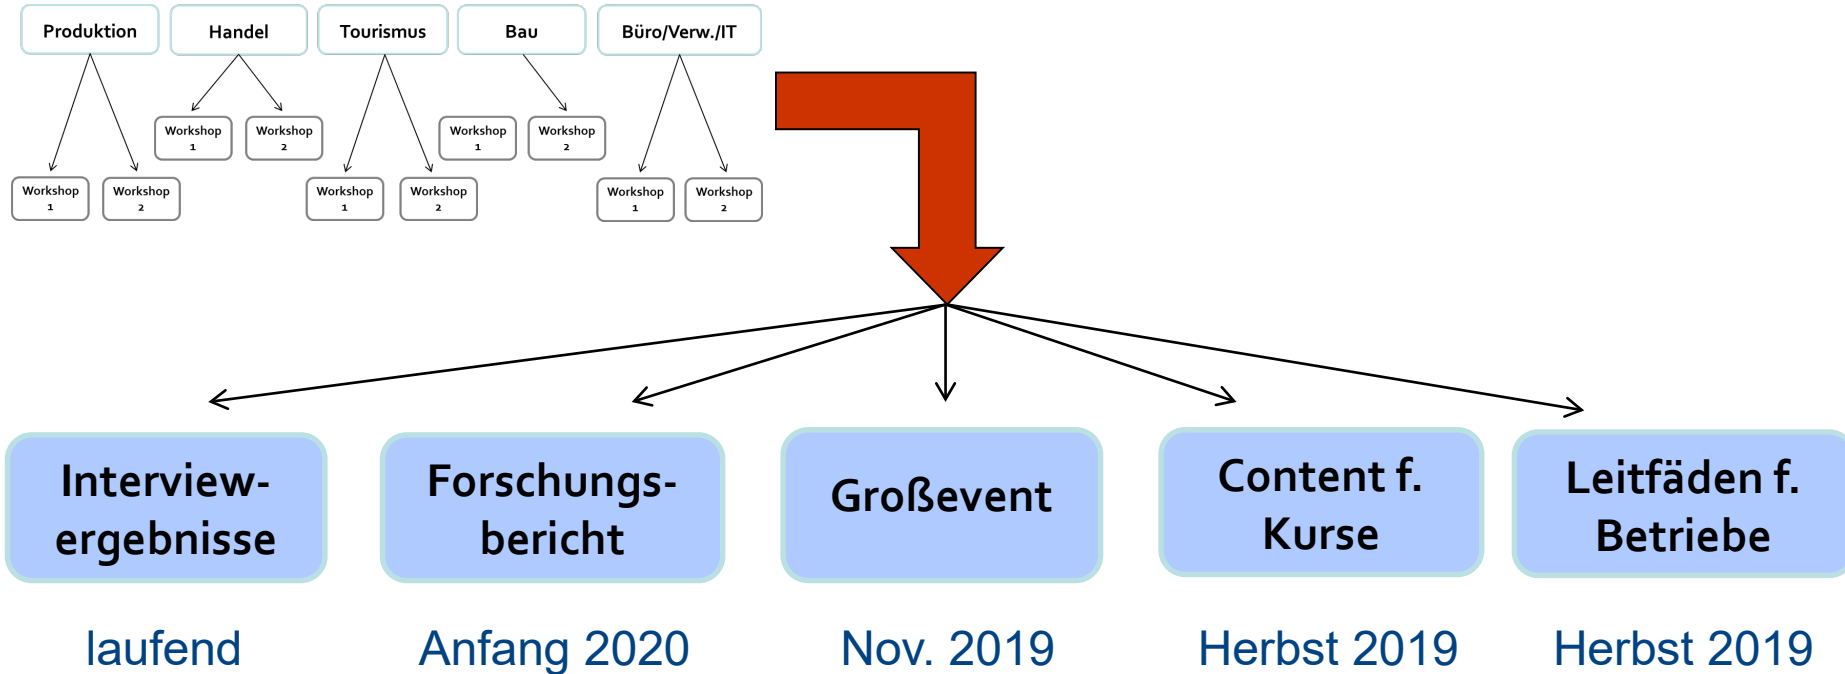 Produktion
Handel
Tourismus
Bau
Büro/Verw./IT
Workshop
1
Workshop
2
Workshop
1
Workshop
2
Workshop
1
Workshop
2
Workshop
1
Workshop
2
Workshop
1
Workshop
2
Interview-
ergebnisse
Forschungs-
bericht
Großevent
Content f.
Kurse
Leitfäden f.
Betriebe
laufend
Anfang 2020
Nov. 2019
Herbst 2019
Herbst 2019